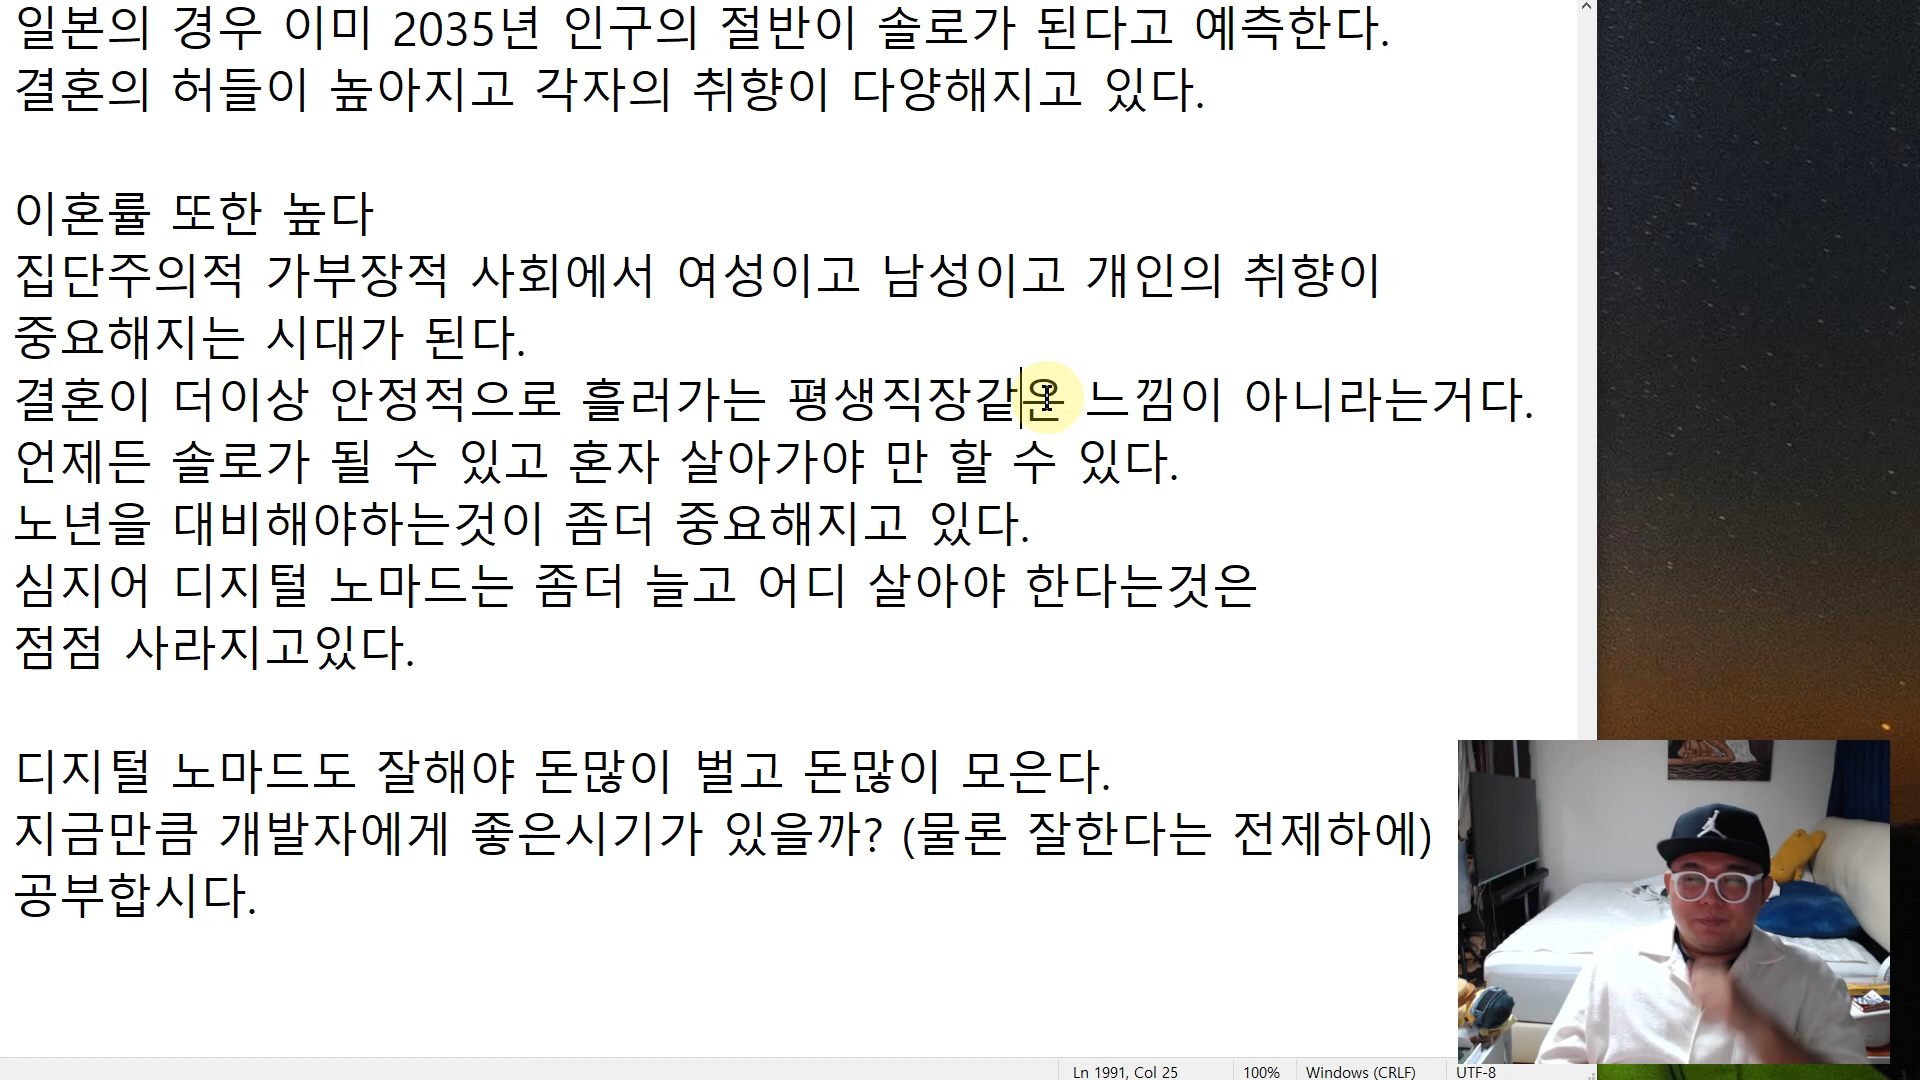 일본의 경우 이미 2035년 인구의 절반이 솔로가 된다고 예측한다.
결혼의 허들이 높아지고 각자의 취향이 다양해지고 있다.
이혼률 또한 높다
집단주의적 가부장적 사회에서 여성이고 남성이고 개인의 취향이
중요해지는 시대가 된다.
결혼이 더이상 안정적으로 흘러가는 평생직장같은 느낌이 아니라는거다.
언제든 솔로가 될 수 있고 혼자 살아가야 만 할 수 있다.
노년을 대비해야하는것이 좀더 중요해지고 있다.
심지어 디지털 노마드는 좀더 늘고 어디 살아야 한다는것은
점점 사라지고있다.
디지털 노마드도 잘해야 돈많이 벌고 돈많이 모은다.
지금만큼 개발자에게 좋은시기가 있을까? (물론 잘한다는 전제하에)
공부합시다.
Ln 1991, Col 25 100% Windows (CRLF) UTF-8